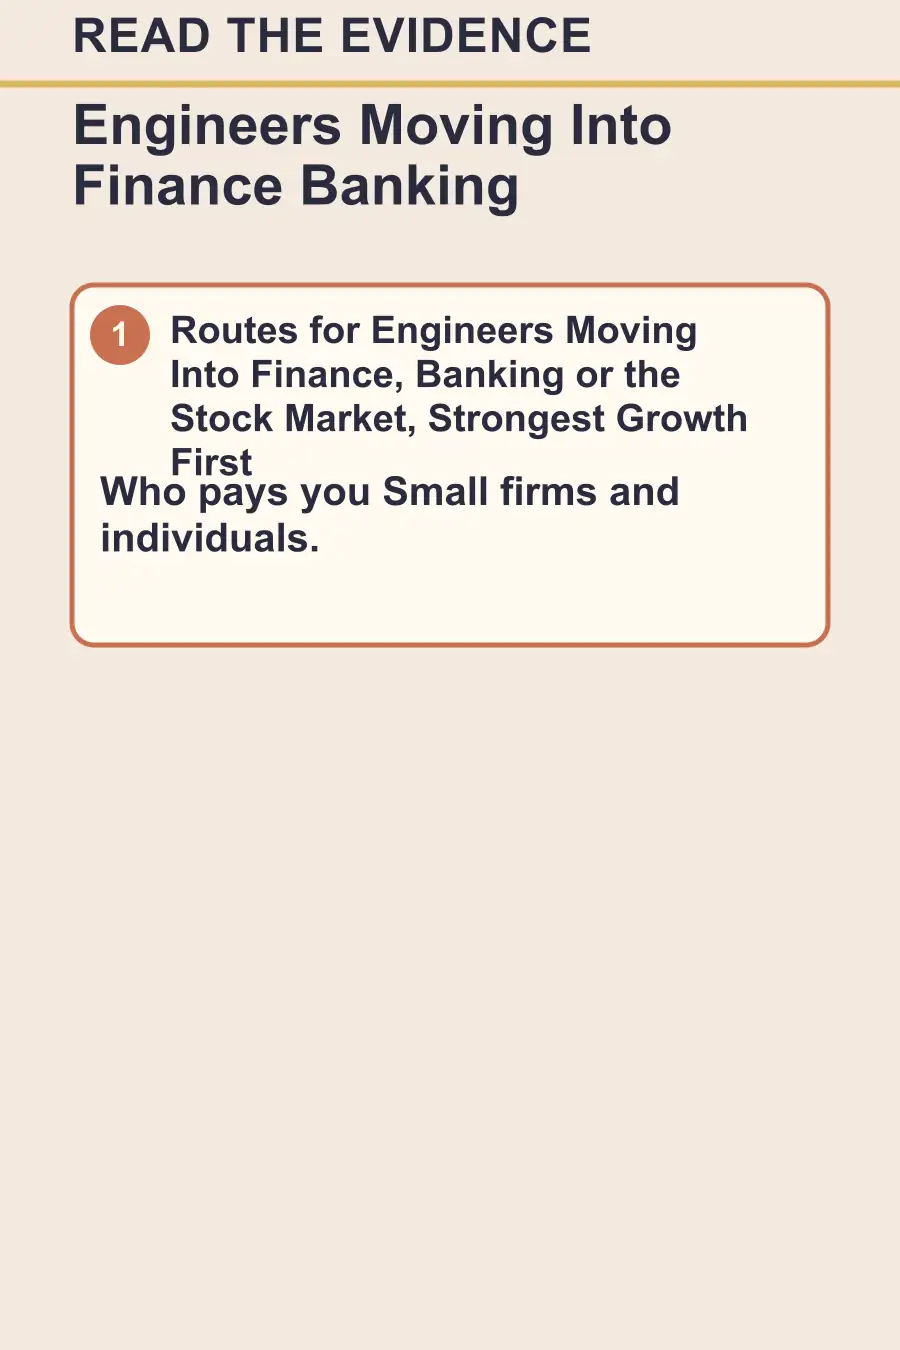 READ THE EVIDENCE
Engineers Moving Into
Finance Banking
1
Routes for Engineers Moving
Into Finance, Banking or the
Stock Market, Strongest Growth
First
Who pays you Small firms and
individuals.